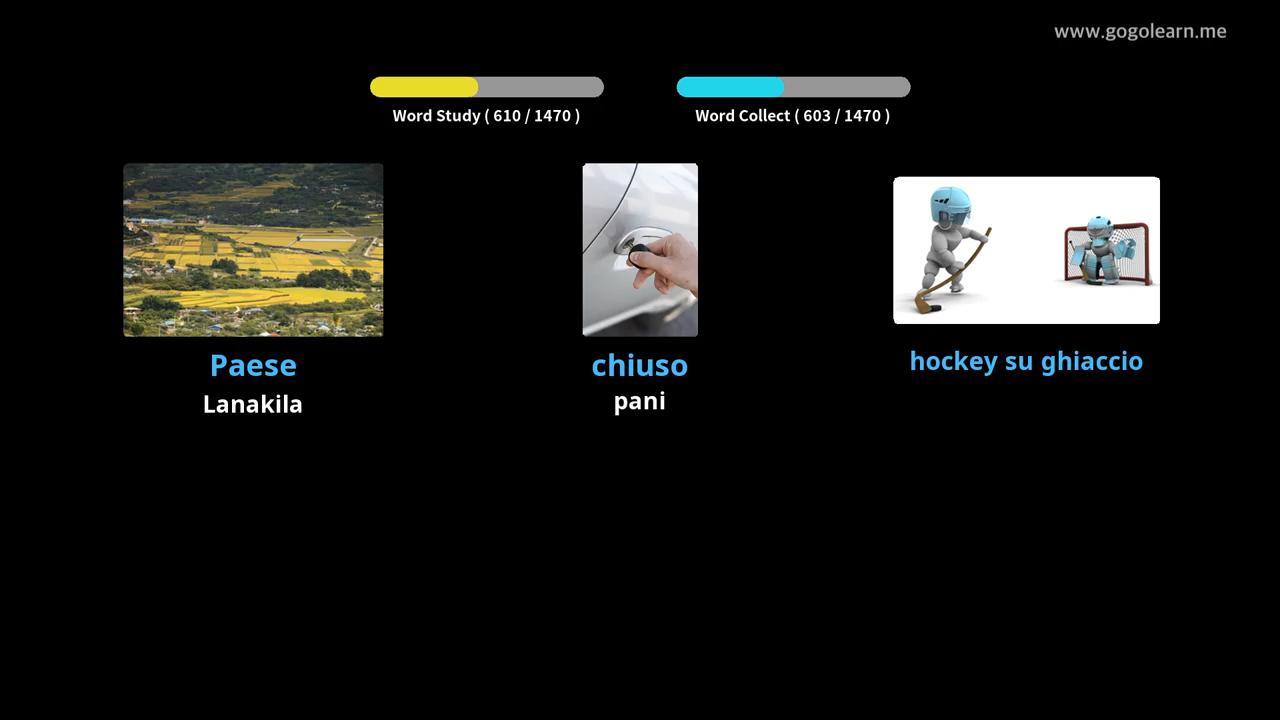 www.gogolearn.me
Word Study ( 610 / 1470 )
Word Collect ( 603 / 1470 )
Paese
Lanakila
chiuso
pani
hockey su ghiaccio